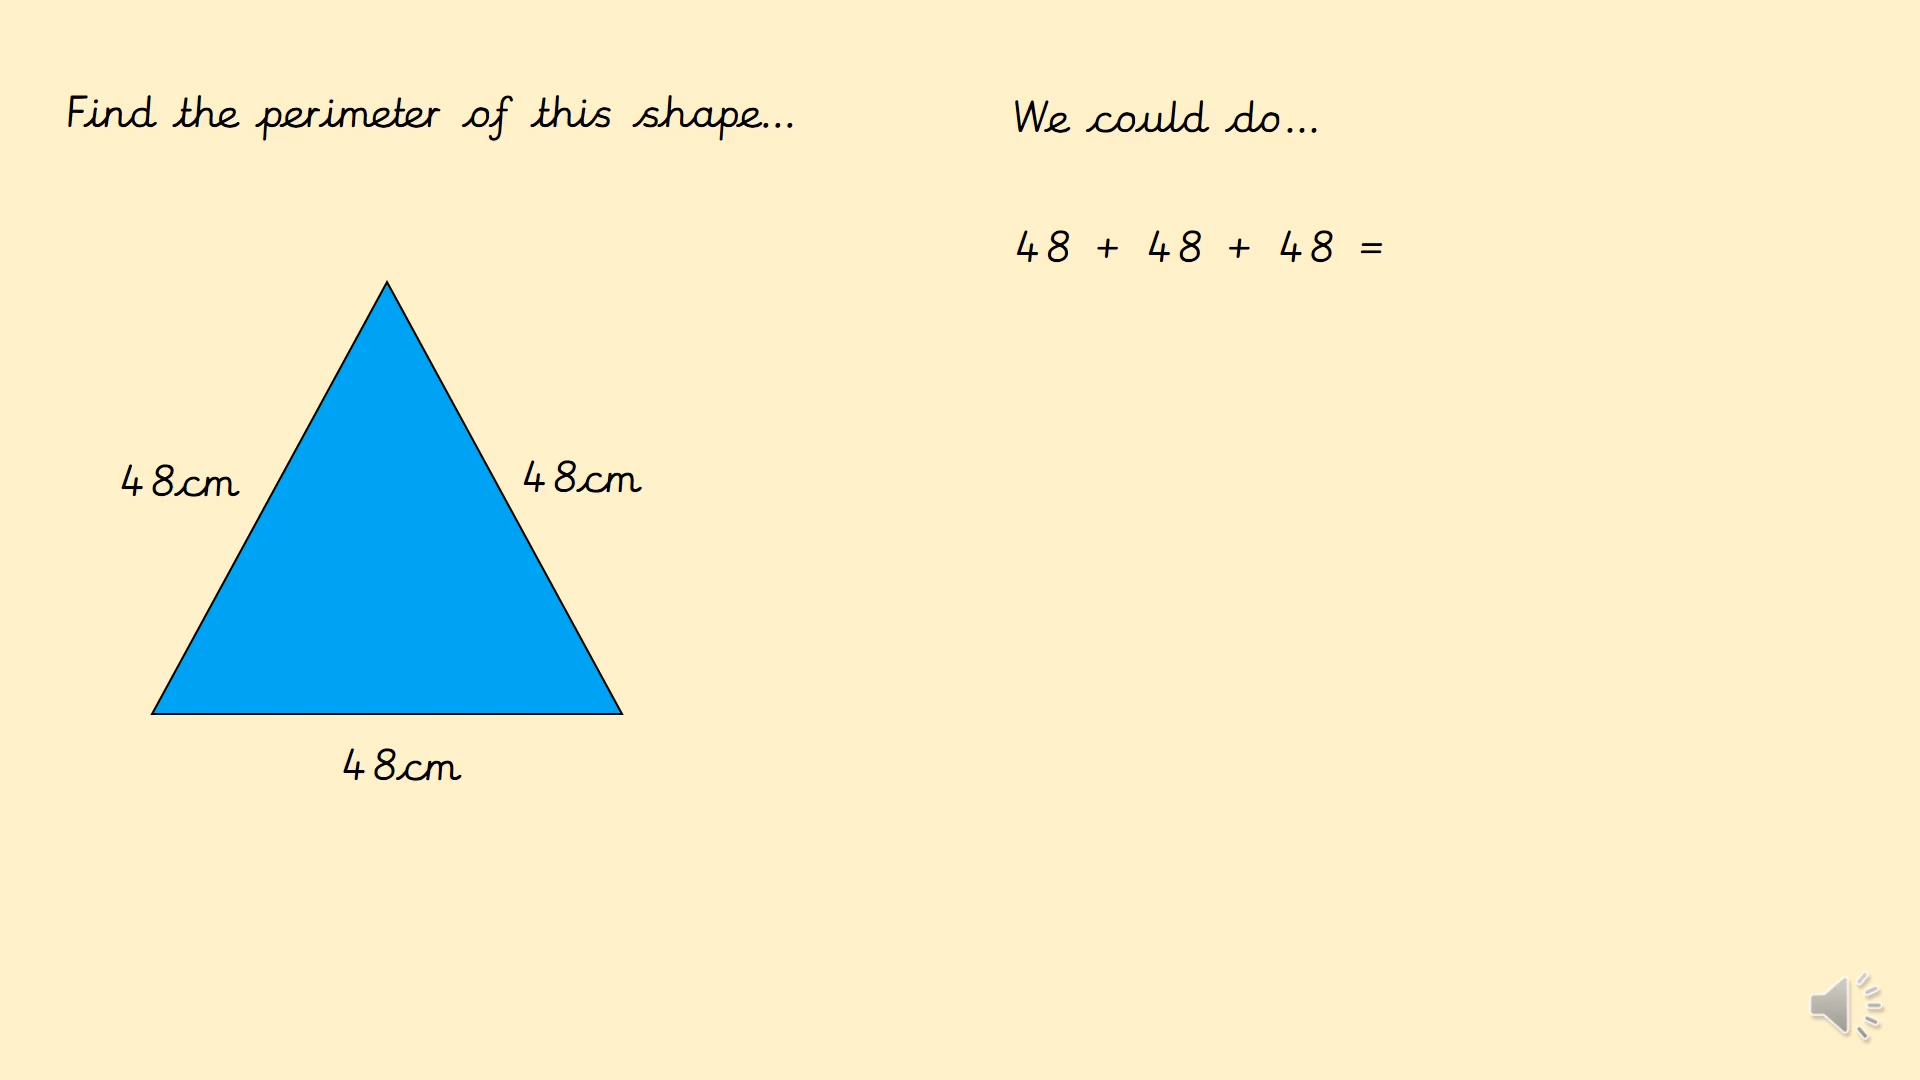 Find the perimeter of this shape...
We could do...
48 + 48 + 48 =
48cm
48cm
48cm